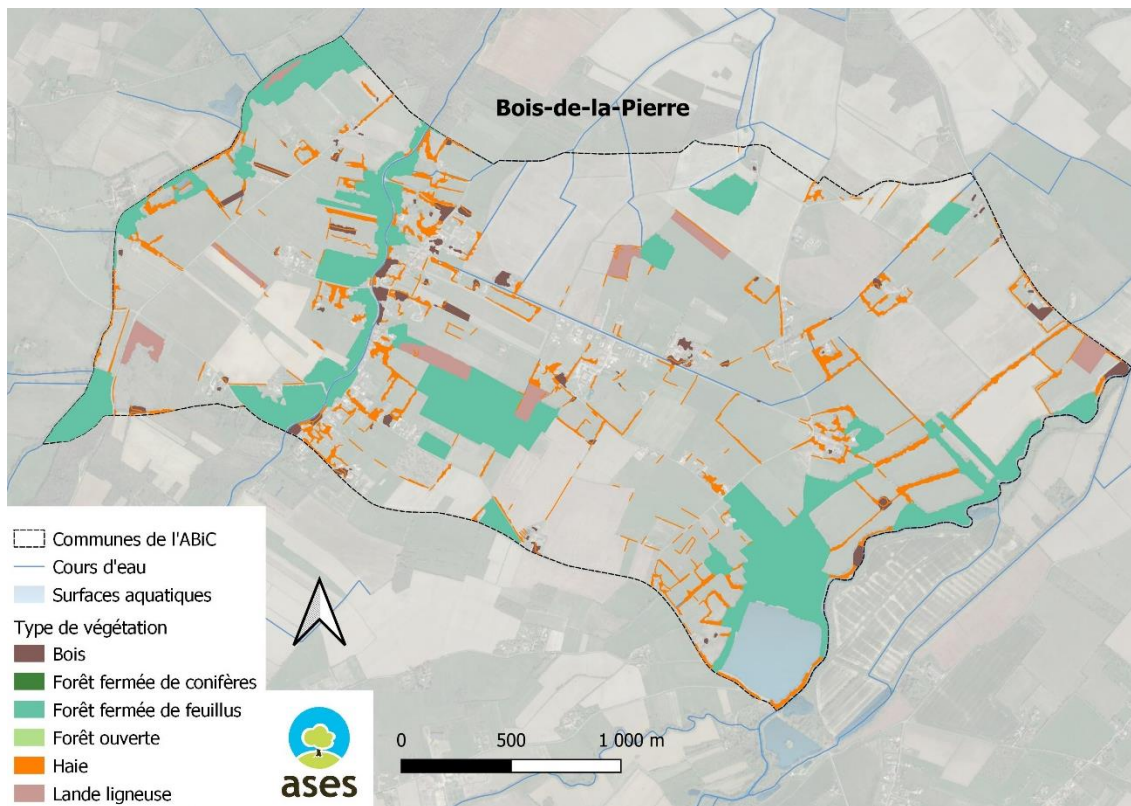 Bois-de-la-Pierre
Communes de l'ABiC
Cours d'eau
Surfaces aquatiques
Type de végétation
Bois
Forêt fermée de conifères
Forêt fermée de feuillus
Forêt ouverte
Haie
Lande ligneuse
ases
0 500 1 000 m